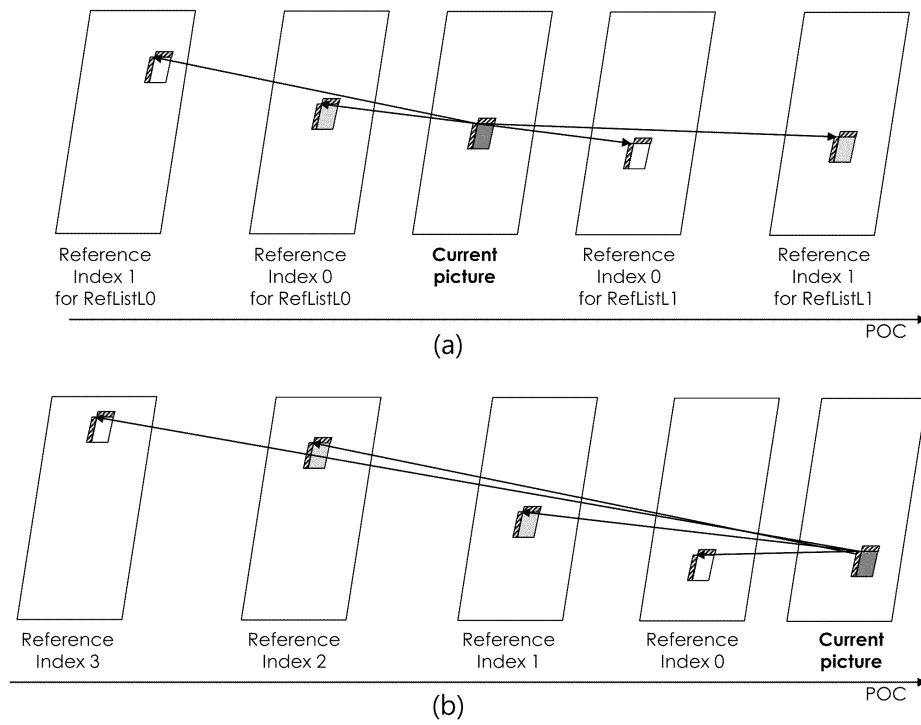 Reference
Index 1
for RefListL0
Reference
Index 0
for RefListL0
Current
picture
Reference
Index 0
for RefListL1
Reference
Index 1
for RefListL1
POC
(a)
Reference
Index 3
Reference
Index 2
Reference
Index 1
Reference
Index 0
Current
picture
POC
(b)